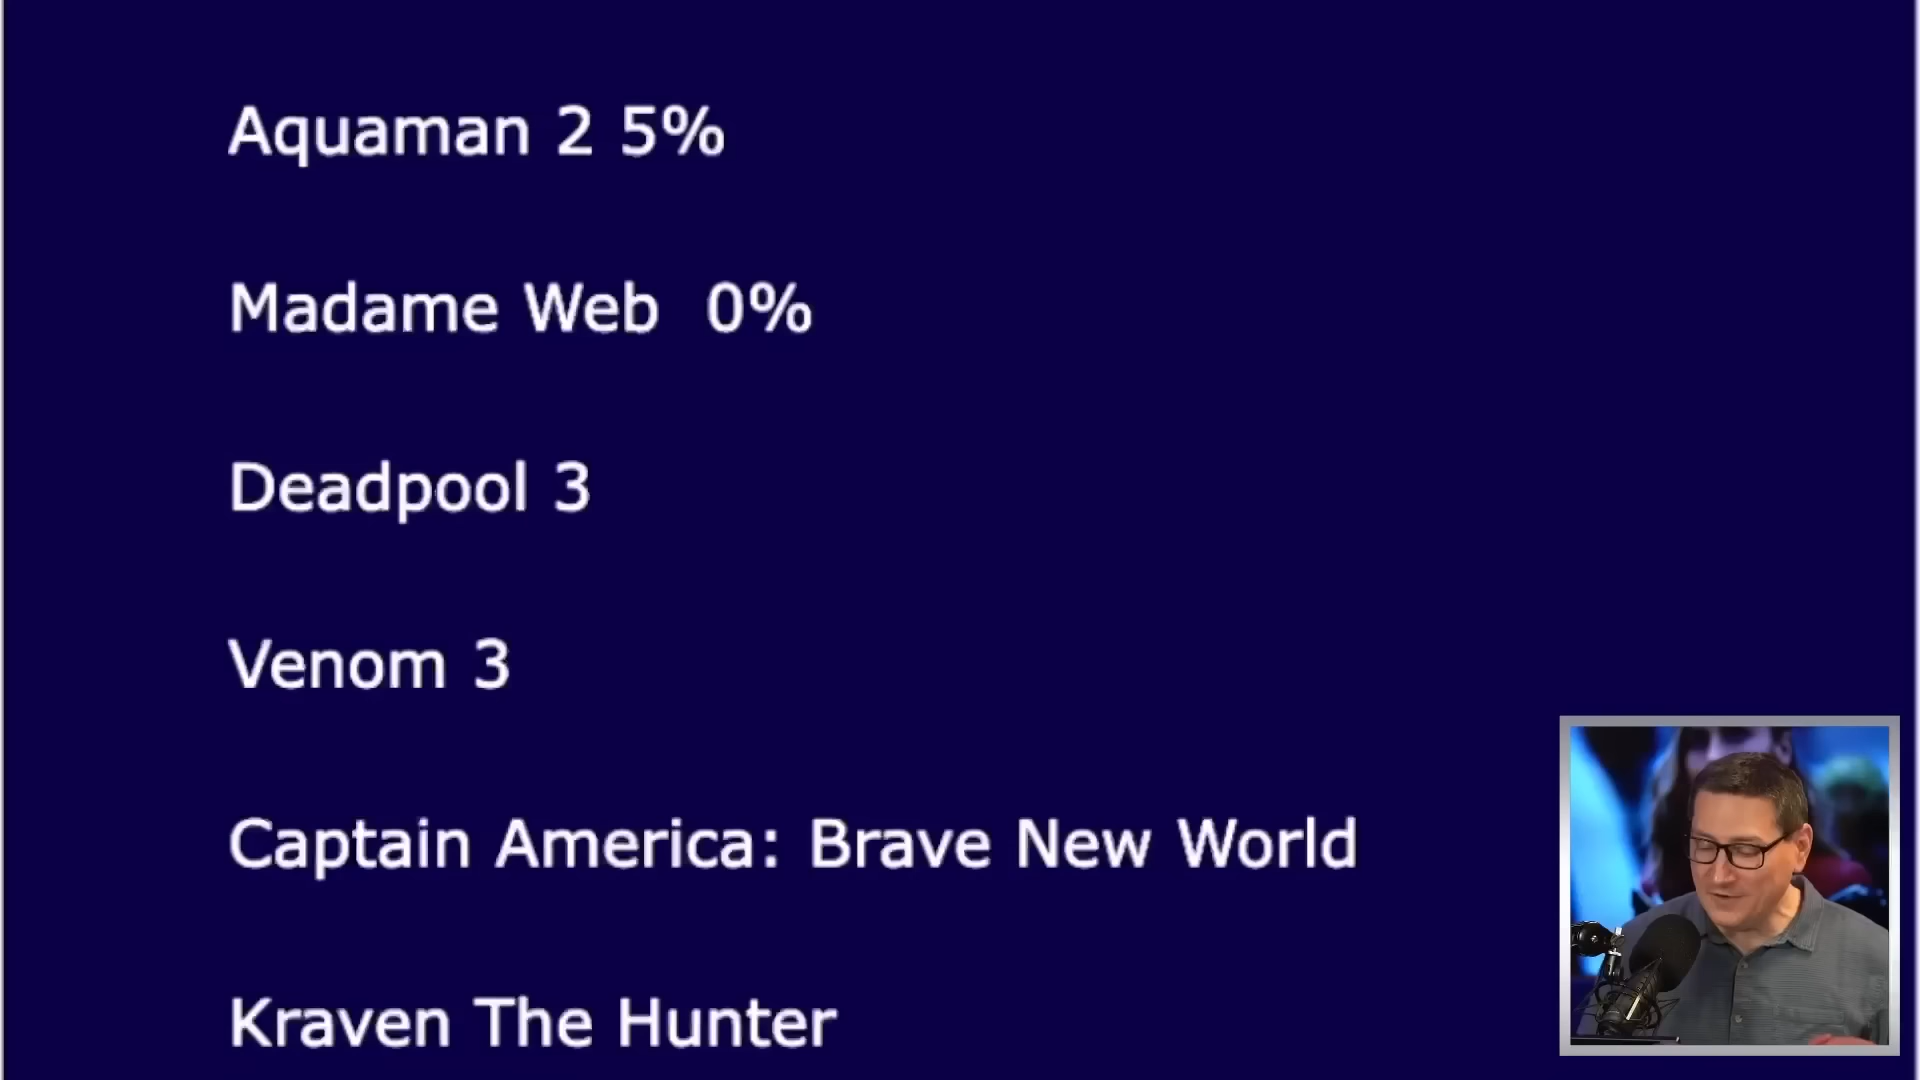 Aquaman 2 5%
Madame Web  0%
Deadpool 3
Venom 3
Captain America: Brave New World
Kraven The Hunter